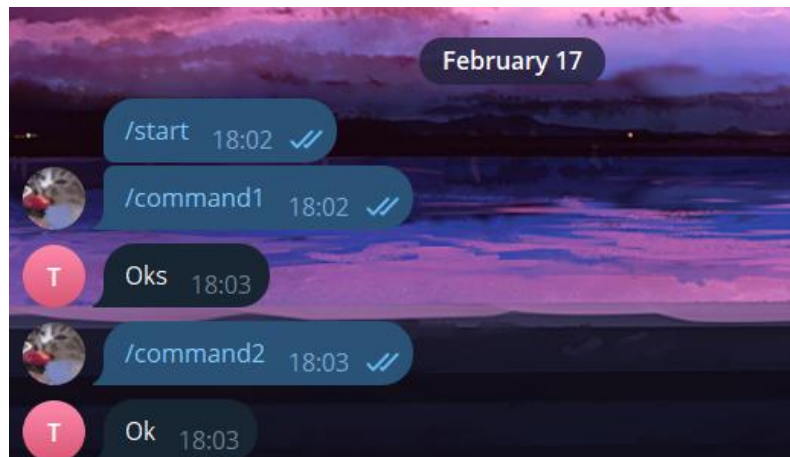 February 17
/start 18:02
/command1 18:02
T
Oks 18:03
/command2 18:03
T
Ok 18:03